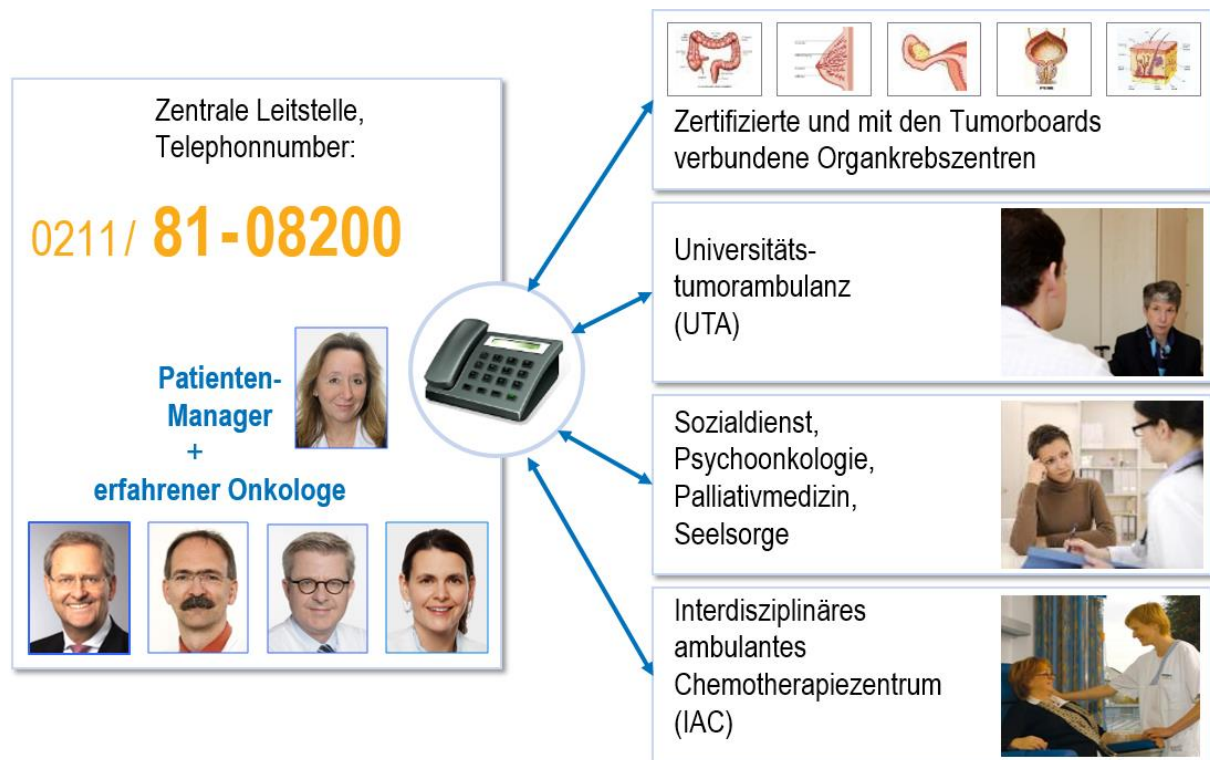 Zentrale Leitstelle,
Telephonnumber:
0211/ 81-08200
Patienten-
Manager
+
erfahrener Onkologe
Zertifizierte und mit den Tumorboards
verbundene Organkrebszentren
Universitäts-
tumorambulanz
(UTA)
Sozialdienst,
Psychoonkologie,
Palliativmedizin,
Seelsorge
Interdisziplinäres
ambulantes
Chemotherapiezentrum
(IAC)